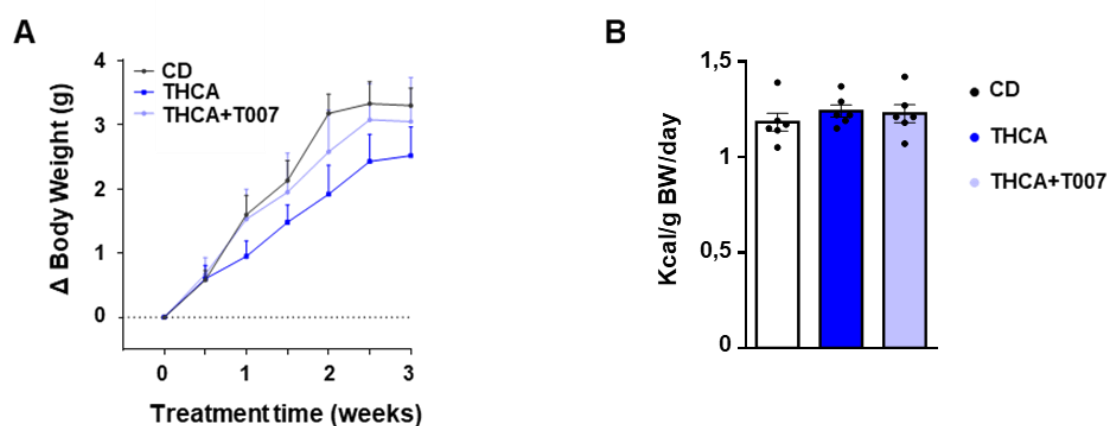 A
Δ Body Weight (g)
4
3
2
1
0
CD
THCA
THCA+T007
0
1
2
3
Treatment time (weeks)
B
Kcal/g BW/day
1,5
1
0,5
0
CD
THCA
THCA+T007